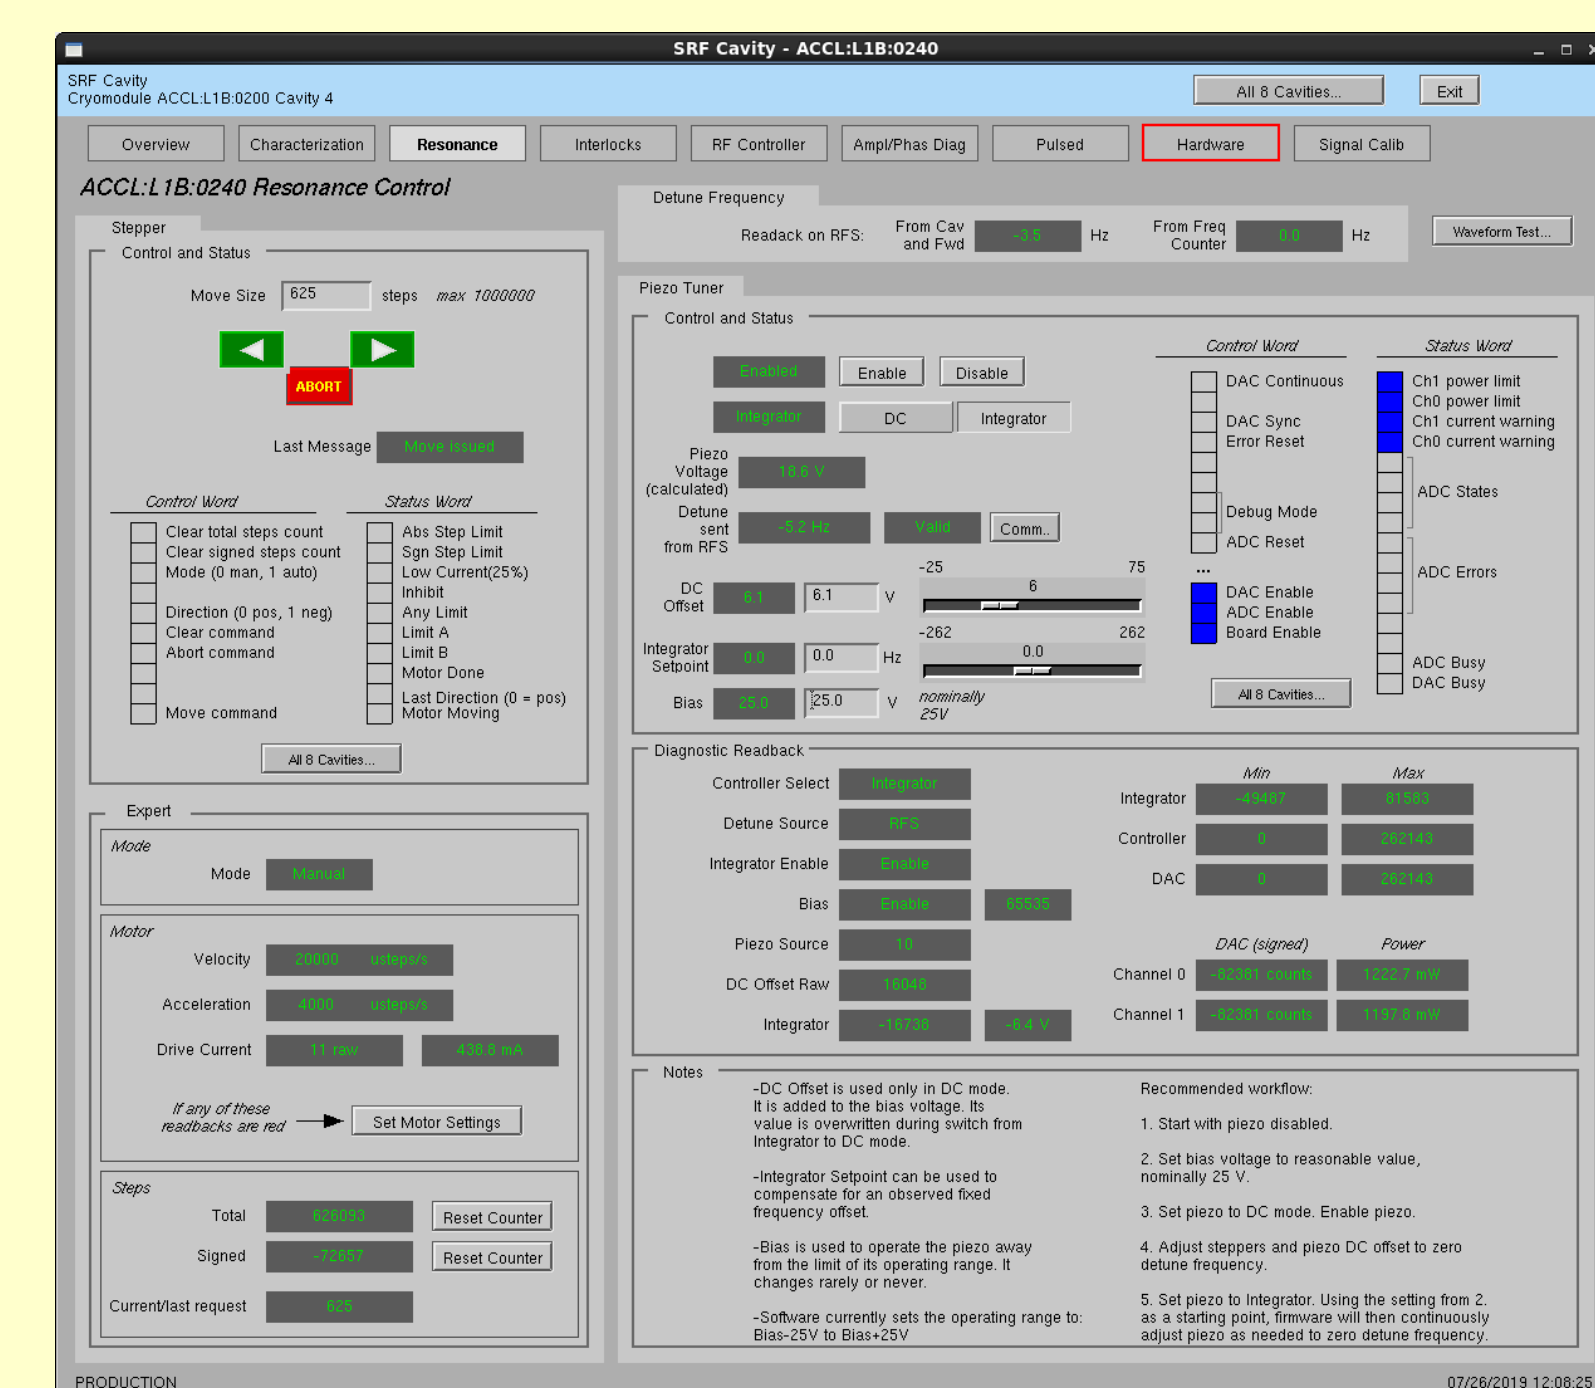 SRF Cavity - ACCL:L1B:0240
SRF Cavity
Cryomodule ACCL:L1B:0200 Cavity 4
All 8 Cavities...
Exit
Overview
Characterization
Resonance
Interlocks
RF Controller
Ampl/Phas Diag
Pulsed
Hardware
Signal Calib
ACCL:L1B:0240 Resonance Control
Stepper
Control and Status
Move Size 625 steps max 1000000
ABORT
Last Message Move issued
Control Word
Clear total steps count
Clear signed steps count
Mode (0 man, 1 auto)
Direction (0 pos, 1 neg)
Clear command
Abort command
Move command
Status Word
Abs Step Limit
Sgn Step Limit
Low Current(25%)
Inhibit
Any Limit
Limit A
Limit B
Motor Done
Last Direction (0 = pos)
Motor Moving
All 8 Cavities...
Expert
Mode
Mode Manual
Motor
Velocity 20000 usteps/s
Acceleration 4000 usteps/s
Drive Current 11 raw 438.8 mA
If any of these
readbacks are red
Set Motor Settings
Steps
Total 626093 Reset Counter
Signed -72657 Reset Counter
Current/last request 625
Detune Frequency
Readack on RFS:
From Cav
and Fwd
-3.5 Hz
From Freq
Counter
0.0 Hz
Waveform Test...
Piezo Tuner
Control and Status
Enabled Enable Disable
Integrator DC Integrator
Piezo
Voltage
(calculated)
18.6 V
Detune
sent
from RFS
-5.2 Hz Valid Comm..
DC
Offset
6.1 6.1 V
-25 75
6
Integrator
Setpoint
0.0 0.0 Hz
-262 262
0.0
Bias 25.0 25.0 V
nominally
25V
Control Word
DAC Continuous
DAC Sync
Error Reset
Debug Mode
ADC Reset
...
DAC Enable
ADC Enable
Board Enable
All 8 Cavities...
Status Word
Ch1 power limit
Ch0 power limit
Ch1 current warning
Ch0 current warning
ADC States
ADC Errors
ADC Busy
DAC Busy
Diagnostic Readback
Controller Select Integrator
Detune Source RFS
Integrator Enable Enable
Bias Enable 65535
Piezo Source 10
DC Offset Raw 16048
Integrator -16738 -6.4 V
Min Max
Integrator -49487 81583
Controller 0 262143
DAC 0 262143
DAC (signed) Power
Channel 0 -82381 counts 1222.7 mW
Channel 1 -82381 counts 1197.8 mW
Notes
-DC Offset is used only in DC mode.
It is added to the bias voltage. Its
value is overwritten during switch from
Integrator to DC mode.
-Integrator Setpoint can be used to
compensate for an observed fixed
frequency offset.
-Bias is used to operate the piezo away
from the limit of its operating range. It
changes rarely or never.
-Software currently sets the operating range to:
Bias-25V to Bias+25V
Recommended workflow:
1. Start with piezo disabled.
2. Set bias voltage to reasonable value,
nominally 25 V.
3. Set piezo to DC mode. Enable piezo.
4. Adjust steppers and piezo DC offset to zero
detune frequency.
5. Set piezo to Integrator. Using the setting from 2.
as a starting point, firmware will then continuously
adjust piezo as needed to zero detune frequency.
PRODUCTION
07/26/2019 12:08:25